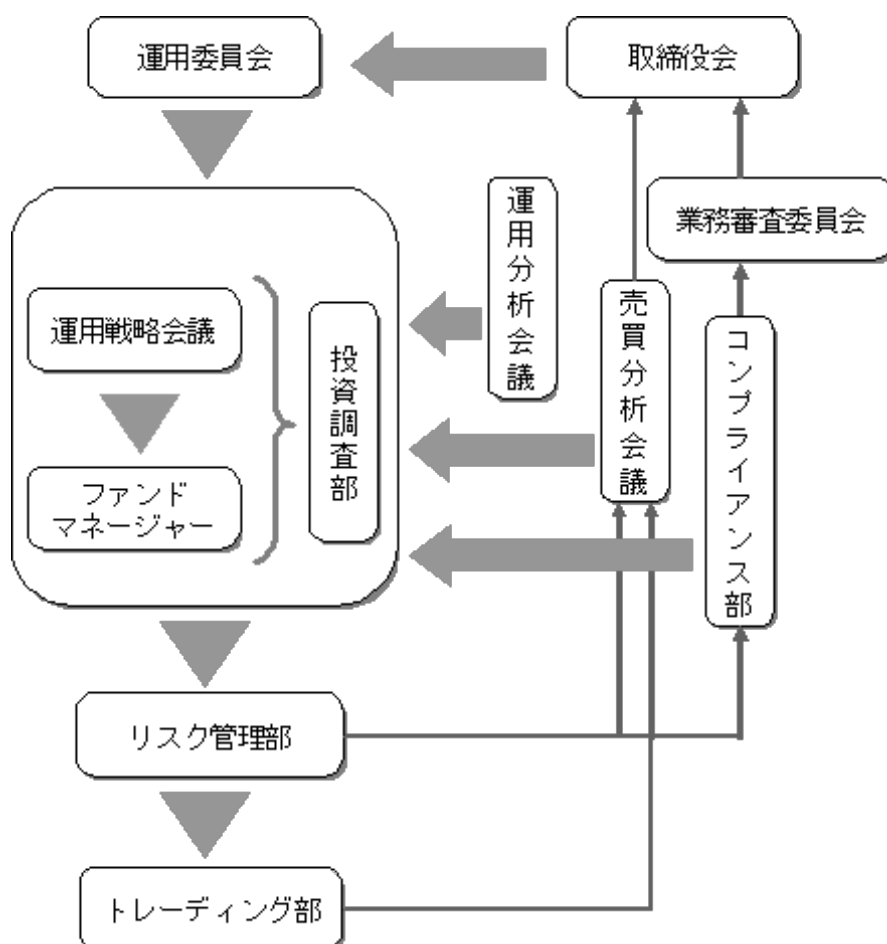 運用委員会
取締役会
業務審査委員会
運用分析会議
売買分析会議
コンプライアンス部
運用戦略会議
投資調査部
ファンド
マネージャー
リスク管理部
トレーディング部